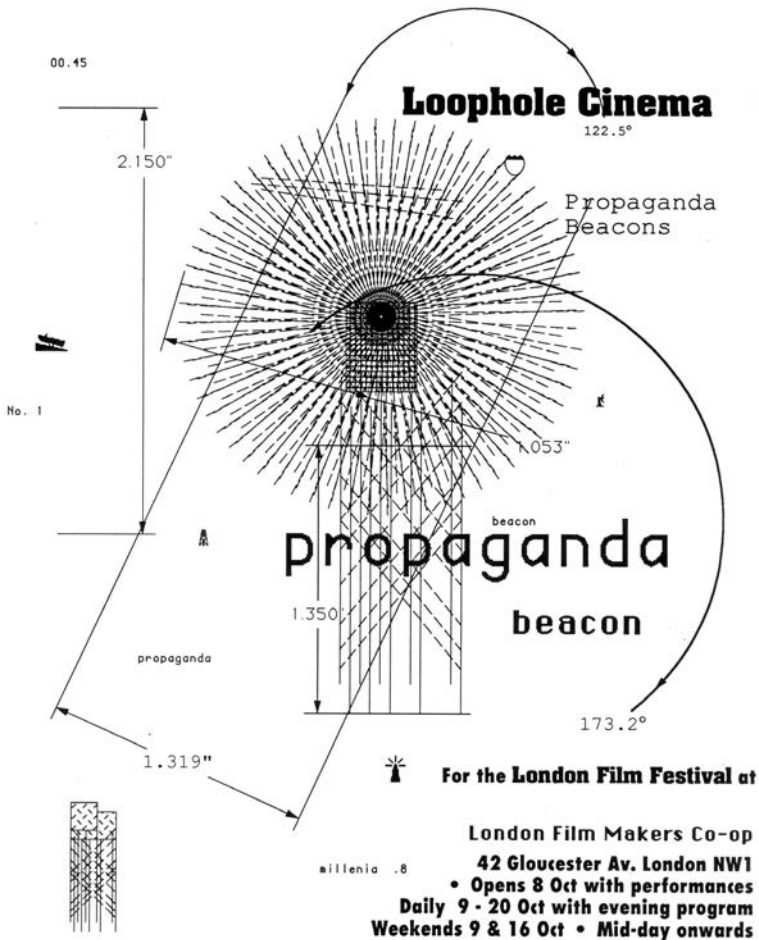 00.45
Loophole Cinema
122.5°
2.150"
Propaganda
Beacons
No. 1
1.053"
beacon
propaganda
1.350"
beacon
propaganda
173.2°
1.319"
For the London Film Festival at
London Film Makers Co-op
millenia .8
42 Gloucester Av. London NW1
• Opens 8 Oct with performances
Daily 9 - 20 Oct with evening program
Weekends 9 & 16 Oct • Mid-day onwards